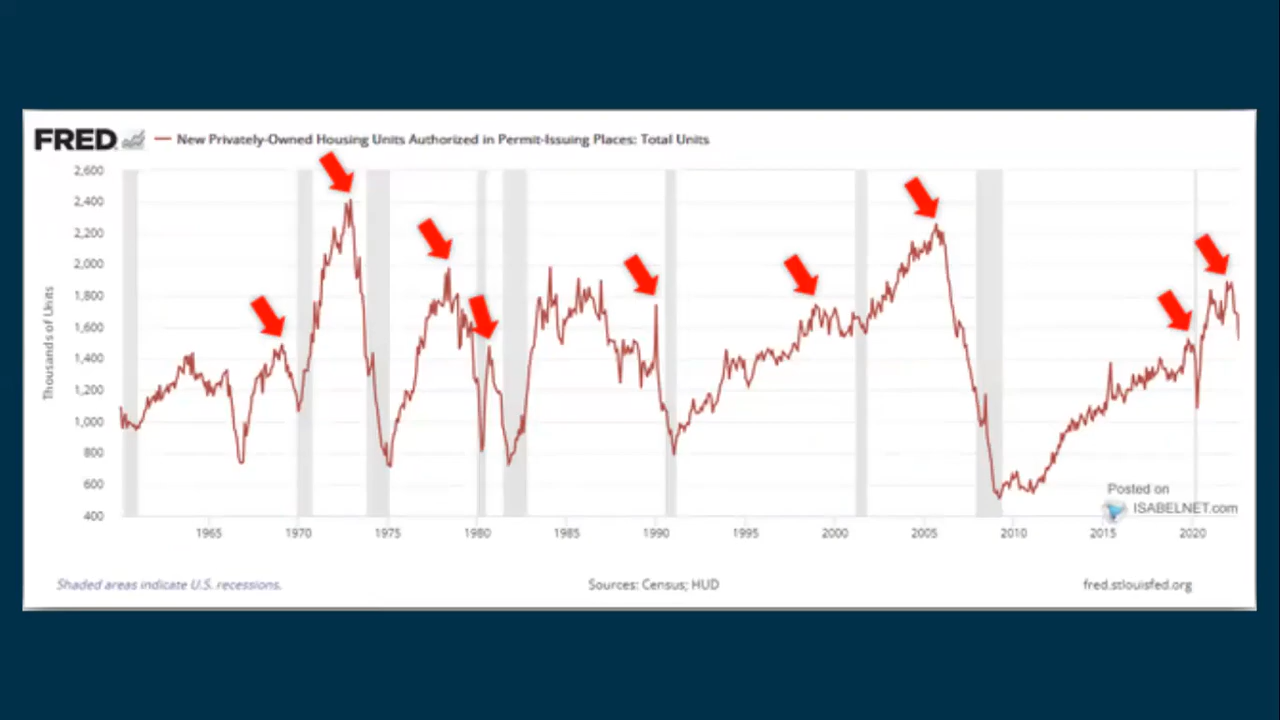 FRED
New Privately-Owned Housing Units Authorized in Permit-Issuing Places: Total Units
Thousands of Units
2,600
2,400
2,200
2,000
1,800
1,600
1,400
1,200
1,000
800
600
400
1965 1970 1975 1980 1985 1990 1995 2000 2005 2010 2015 2020
Posted on
ISABELNET.com
Shaded areas indicate U.S. recessions. Sources: Census; HUD fred.stlouisfed.org